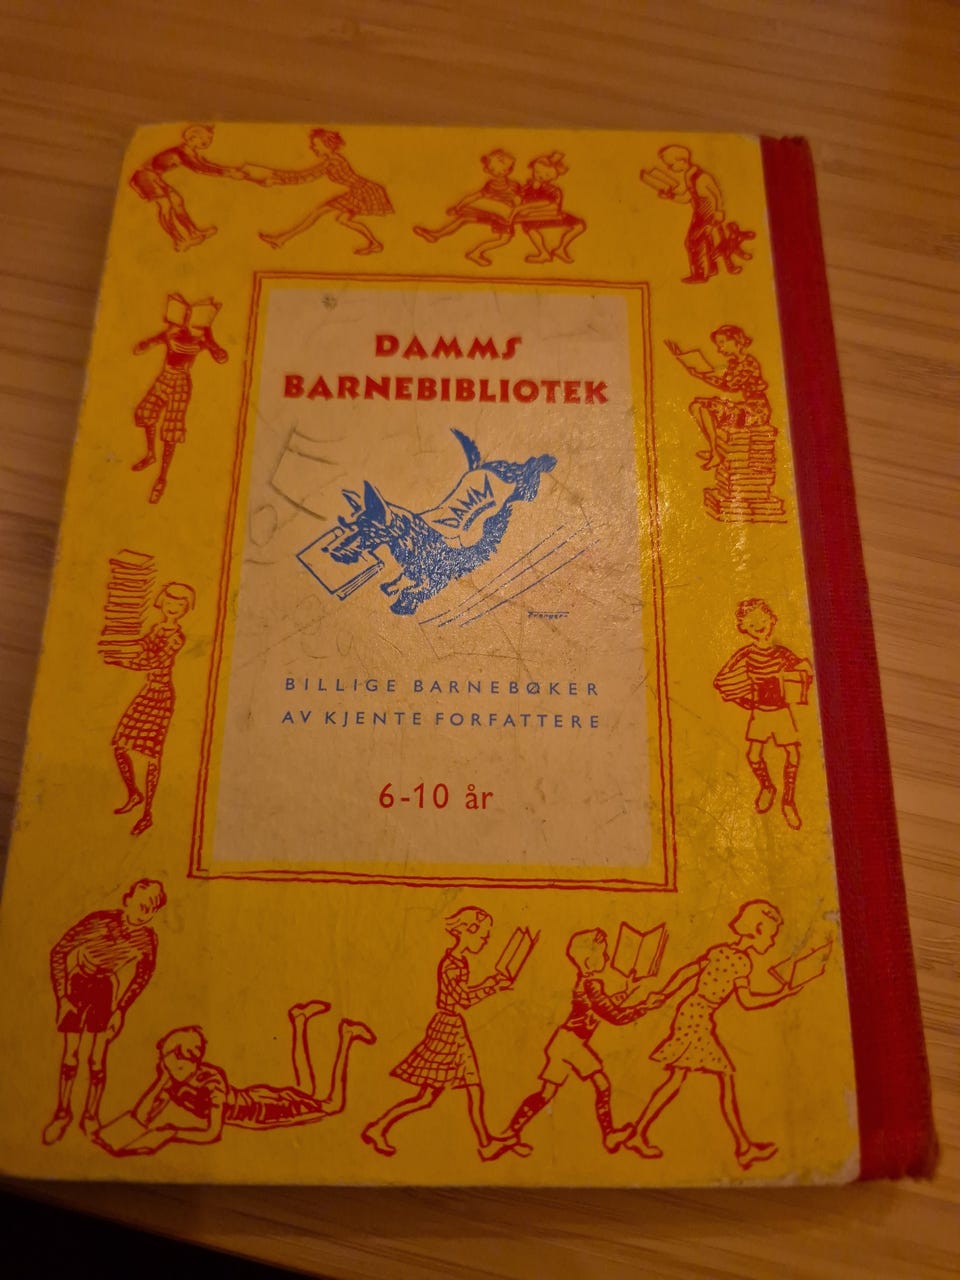 DAMMS
BARNEBIBLIOTEK
DAMM
BILLIGE BARNEBØKER
AV KJENTE FORFATTERE
6-10 år